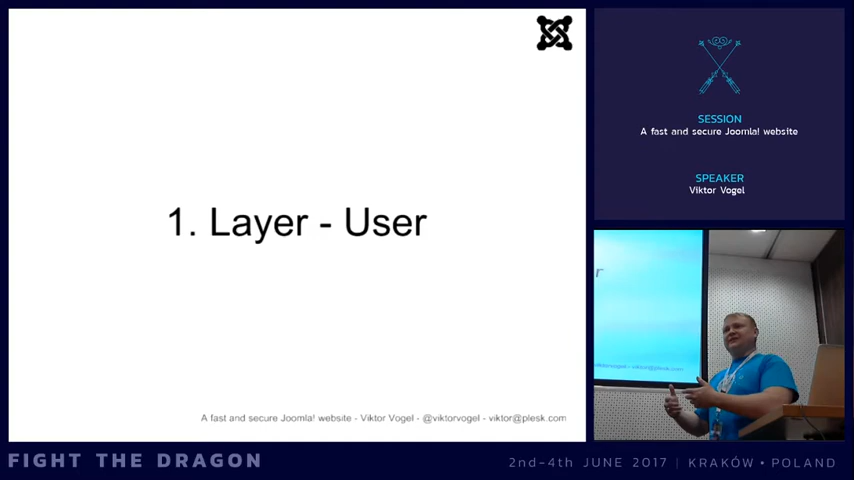 1. Layer - User
A fast and secure Joomla! website - Viktor Vogel - @viktorvogel - viktor@plesk.com
SESSION
A fast and secure Joomla! website
SPEAKER
Viktor Vogel
r
FIGHT THE DRAGON
2nd-4th JUNE 2017 | KRAKÓW • POLAND